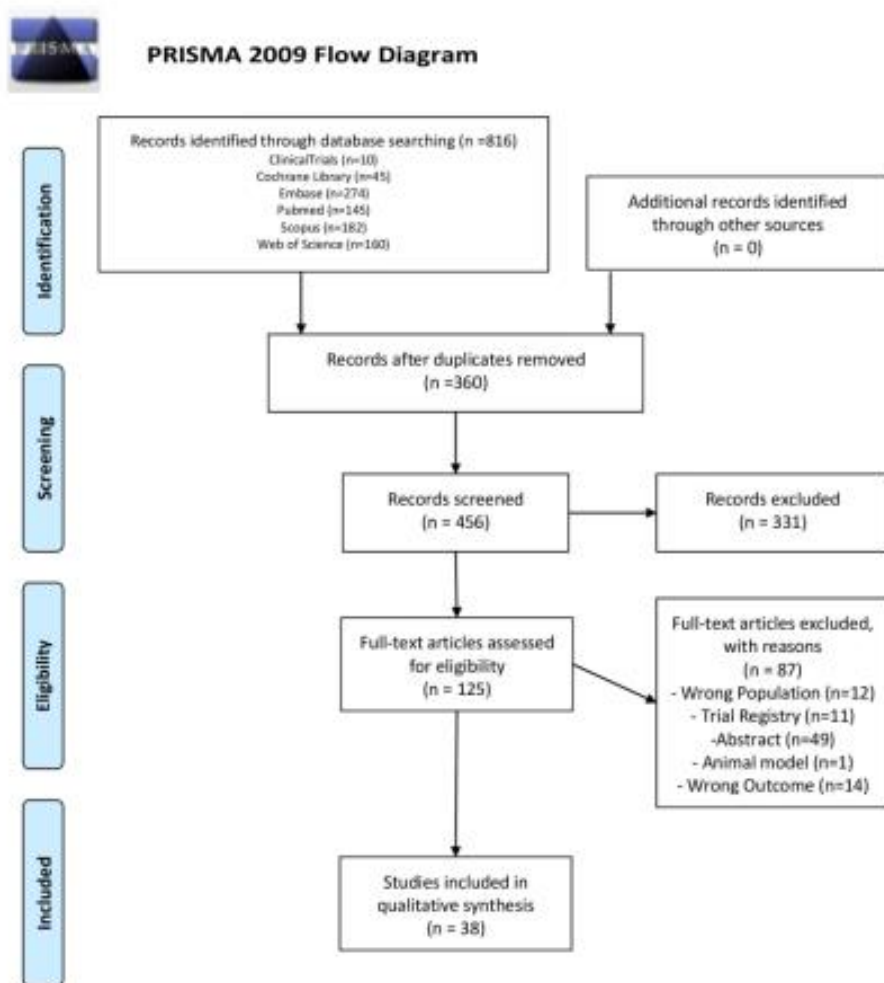 PRISMA
PRISMA 2009 Flow Diagram
Identification
Records identified through database searching (n =816)
ClinicalTrials (n=10)
Cochrane Library (n=45)
Embase (n=274)
Pubmed (n=145)
Scopus (n=182)
Web of Science (n=160)
Additional records identified
through other sources
(n = 0)
Records after duplicates removed
(n =360)
Screening
Records screened
(n = 456)
Records excluded
(n = 331)
Eligibility
Full-text articles assessed
for eligibility
(n = 125)
Full-text articles excluded,
with reasons
(n = 87)
- Wrong Population (n=12)
- Trial Registry (n=11)
-Abstract (n=49)
- Animal model (n=1)
- Wrong Outcome (n=14)
Included
Studies included in
qualitative synthesis
(n = 38)